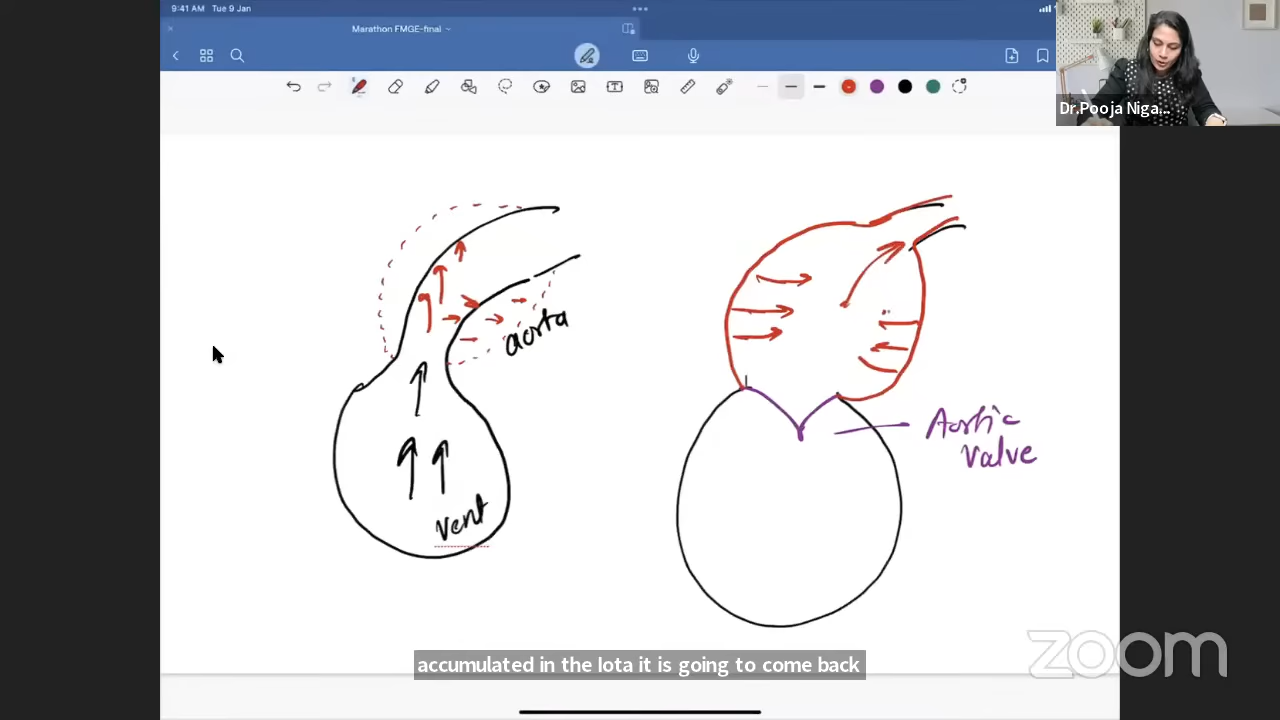 9:41 AM Tue 9 Jan
Marathon FMGE-final
Dr.Pooja Niga...
aorta
vent
Aortic
valve
zoom
accumulated in the Iota it is going to come back